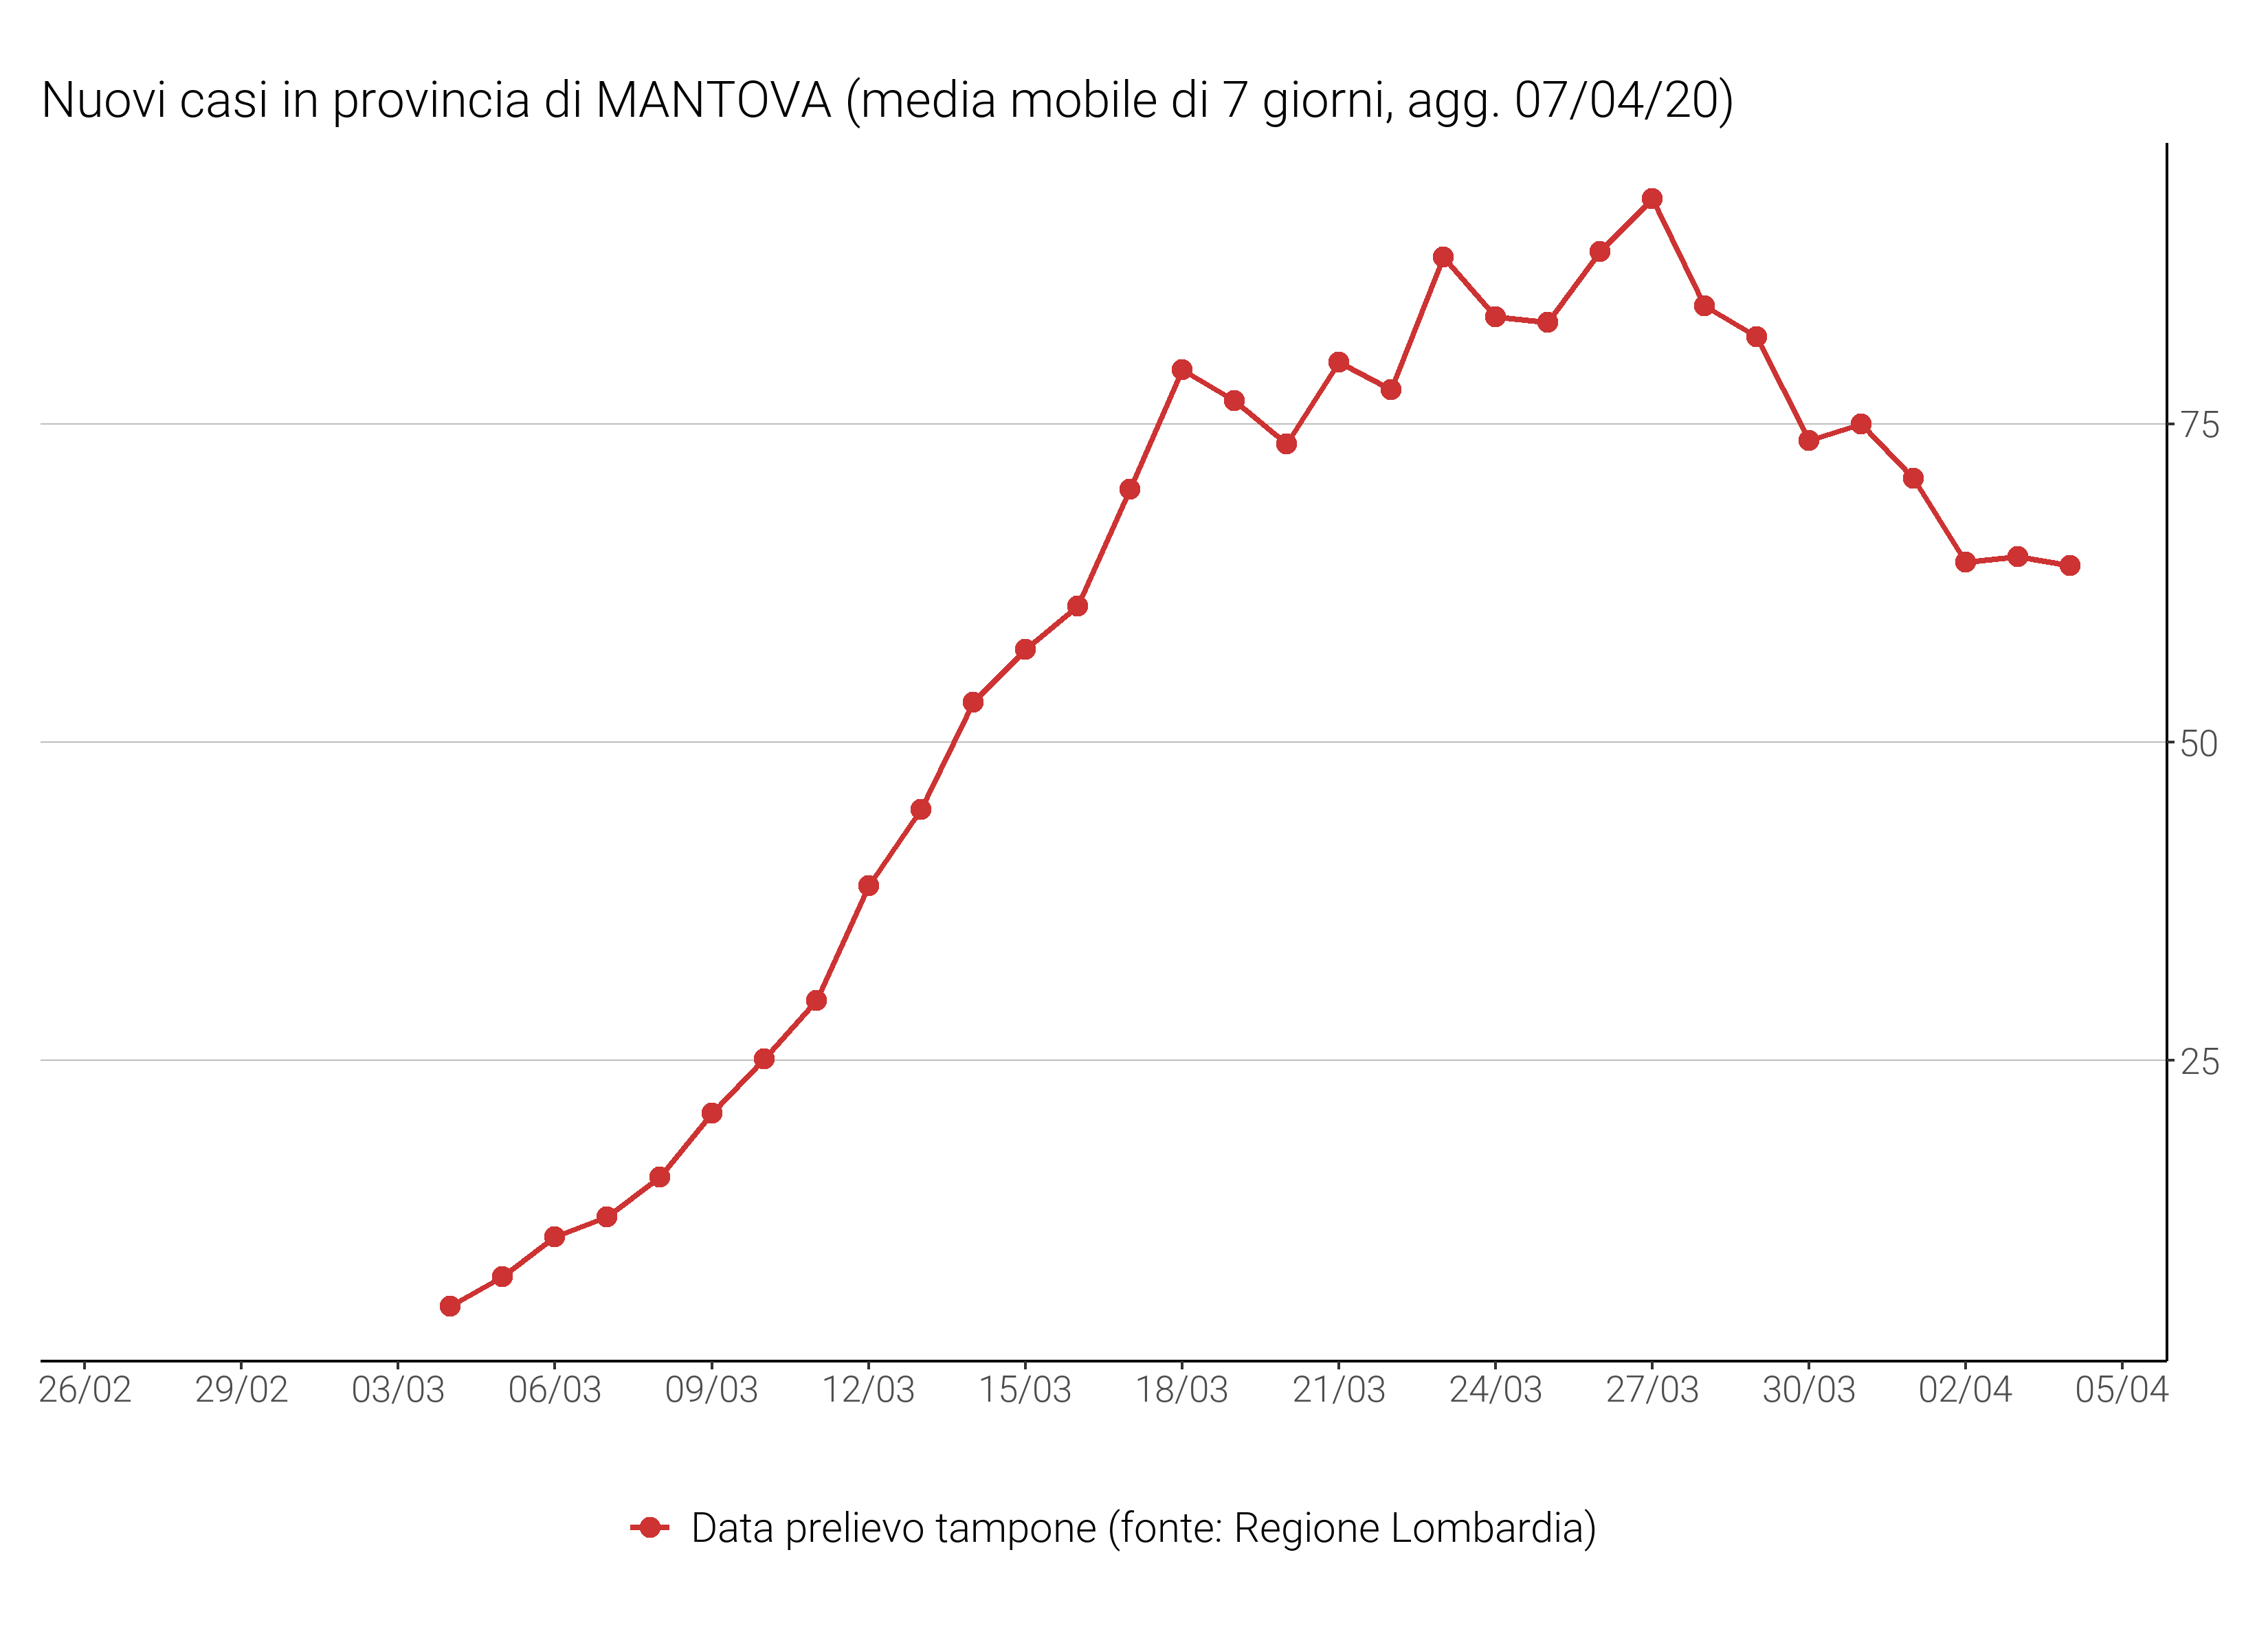 Nuovi casi in provincia di MANTOVA (media mobile di 7 giorni, agg. 07/04/20)
75
50
25
26/02 29/02 03/03 06/03 09/03 12/03 15/03 18/03 21/03 24/03 27/03 30/03 02/04 05/04
Data prelievo tampone (fonte: Regione Lombardia)